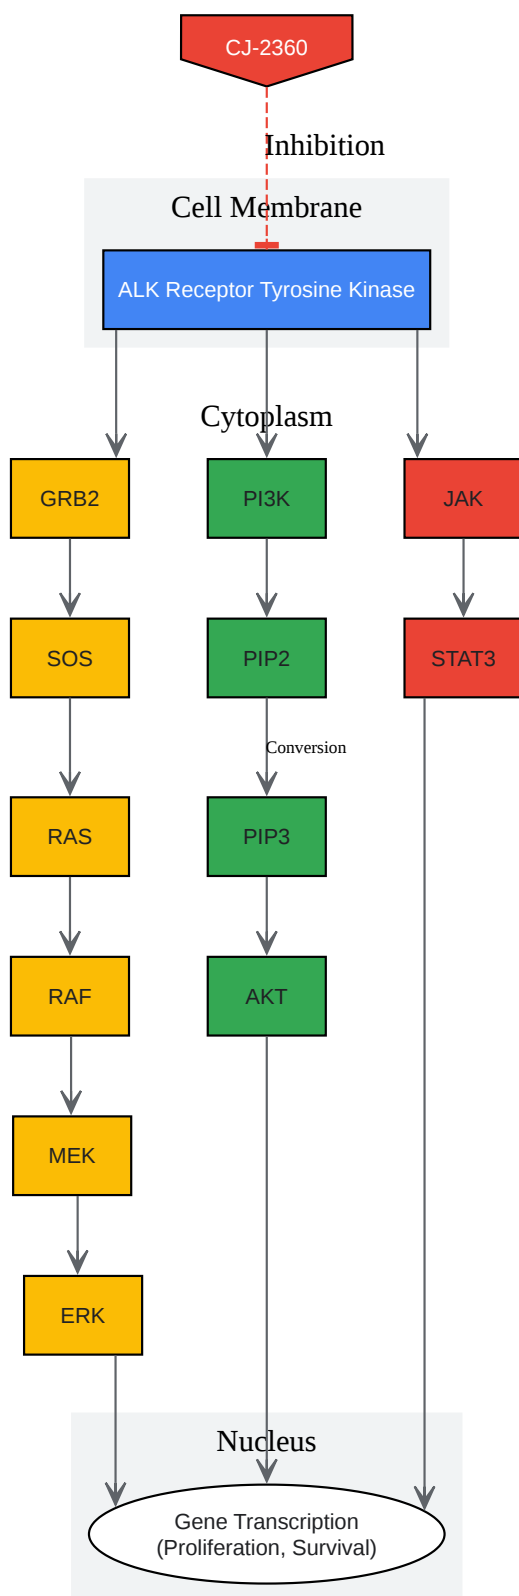 CJ-2360
Inhibition
Cell Membrane
ALK Receptor Tyrosine Kinase
Cytoplasm
GRB2
PI3K
JAK
SOS
PIP2
STAT3
Conversion
RAS
PIP3
RAF
AKT
MEK
ERK
Nucleus
Gene Transcription
(Proliferation, Survival)